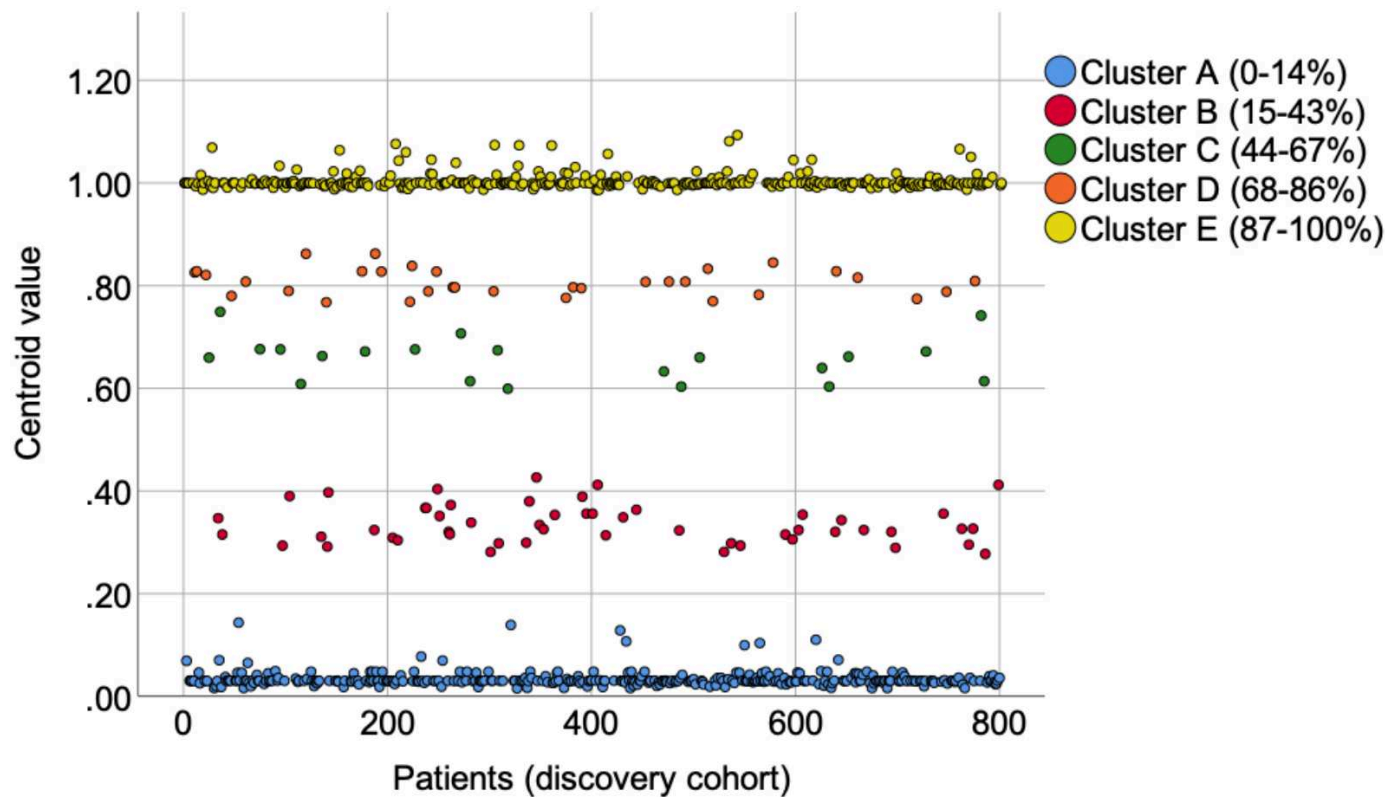 1.20
1.00
.80
.60
.40
.20
.00
Centroid value
0 200 400 600 800
Patients (discovery cohort)
Cluster A (0-14%)
Cluster B (15-43%)
Cluster C (44-67%)
Cluster D (68-86%)
Cluster E (87-100%)